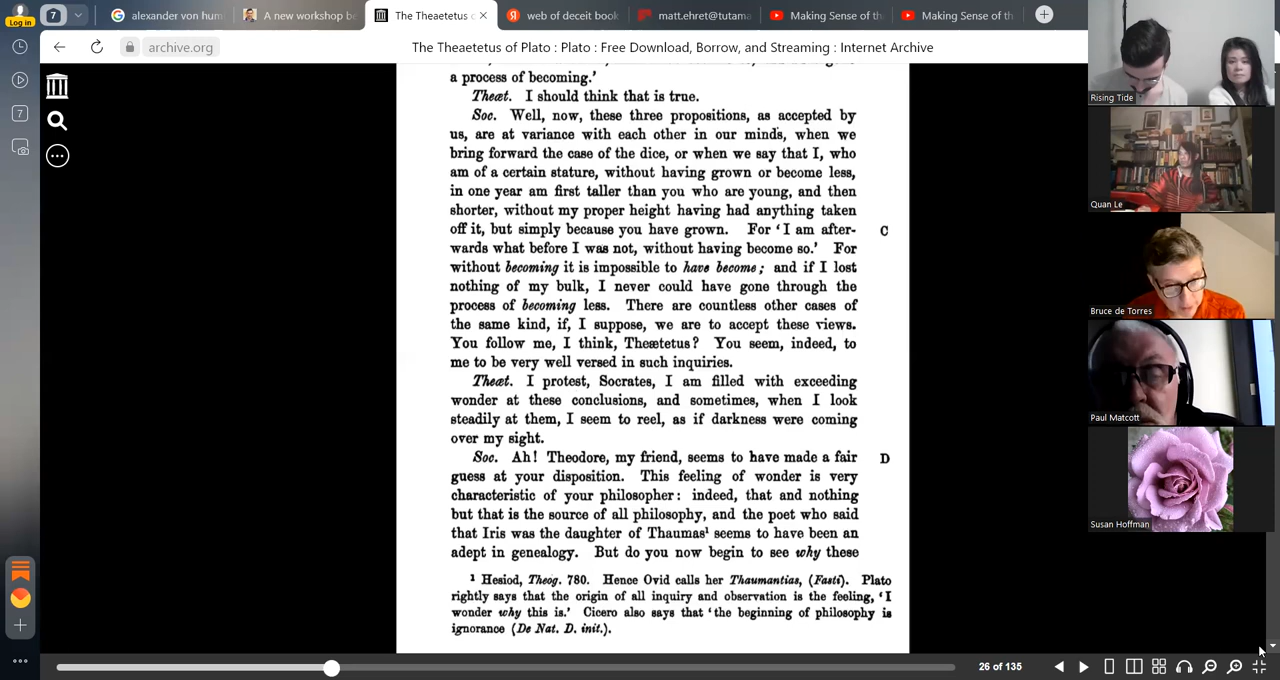 7
alexander von hum
A new workshop be
The Theaetetus
web of deceit book
matt.ehret@tutama
Making Sense of th
Making Sense of th
Log in
archive.org
The Theaetetus of Plato : Plato : Free Download, Borrow, and Streaming : Internet Archive
7
a process of becoming.’
Theæt. I should think that is true.
Soc. Well, now, these three propositions, as accepted by
us, are at variance with each other in our minds, when we
bring forward the case of the dice, or when we say that I, who
am of a certain stature, without having grown or become less,
in one year am first taller than you who are young, and then
shorter, without my proper height having had anything taken
off it, but simply because you have grown. For ‘I am after-
wards what before I was not, without having become so.’ For
without becoming it is impossible to have become; and if I lost
nothing of my bulk, I never could have gone through the
process of becoming less. There are countless other cases of
the same kind, if, I suppose, we are to accept these views.
You follow me, I think, Theætetus? You seem, indeed, to
me to be very well versed in such inquiries.
Theæt. I protest, Socrates, I am filled with exceeding
wonder at these conclusions, and sometimes, when I look
steadily at them, I seem to reel, as if darkness were coming
over my sight.
Soc. Ah! Theodore, my friend, seems to have made a fair
guess at your disposition. This feeling of wonder is very
characteristic of your philosopher: indeed, that and nothing
but that is the source of all philosophy, and the poet who said
that Iris was the daughter of Thaumas¹ seems to have been an
adept in genealogy. But do you now begin to see why these
C
D
¹ Hesiod, Theog. 780. Hence Ovid calls her Thaumantias, (Fasti). Plato
rightly says that the origin of all inquiry and observation is the feeling, ‘I
wonder why this is.’ Cicero also says that ‘the beginning of philosophy is
ignorance (De Nat. D. init.).
26 of 135
Rising Tide
Quan Le
Bruce de Torres
Paul Matcott
Susan Hoffman